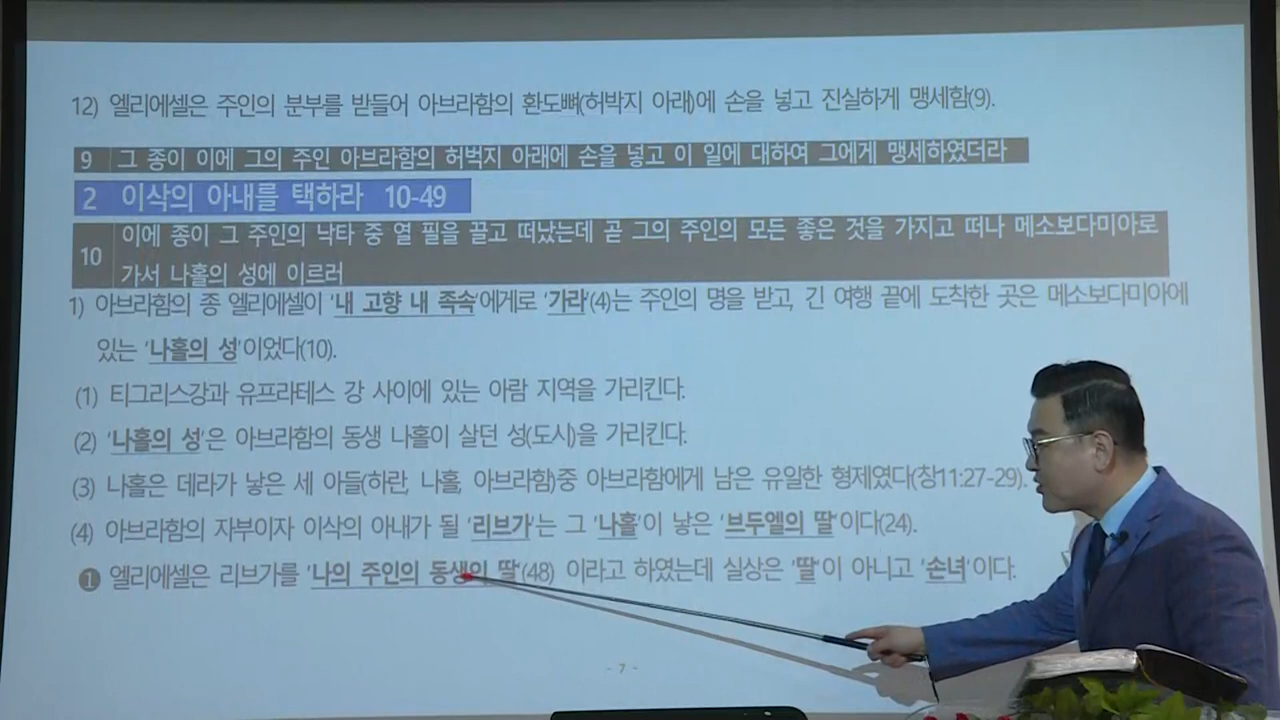 12) 엘리에셀은 주인의 분부를 받들어 아브라함의 환도뼈(허박지 아래)에 손을 넣고 진실하게 맹세함(9).
9 그 종이 이에 그의 주인 아브라함의 허벅지 아래에 손을 넣고 이 일에 대하여 그에게 맹세하였더라
2 이삭의 아내를 택하라 10-49
10 이에 종이 그 주인의 낙타 중 열 필을 끌고 떠났는데 곧 그의 주인의 모든 좋은 것을 가지고 떠나 메소보다미아로
가서 나홀의 성에 이르러
1) 아브라함의 종 엘리에셀이 '내 고향 내 족속'에게로 '가라'(4)는 주인의 명을 받고, 긴 여행 끝에 도착한 곳은 메소보다미아에
있는 '나홀의 성'이었다(10).
(1) 티그리스강과 유프라테스 강 사이에 있는 아람 지역을 가리킨다.
(2) '나홀의 성'은 아브라함의 동생 나홀이 살던 성(도시)을 가리킨다.
(3) 나홀은 데라가 낳은 세 아들(하란, 나홀, 아브라함)중 아브라함에게 남은 유일한 형제였다(창11:27-29).
(4) 아브라함의 자부이자 이삭의 아내가 될 '리브가'는 그 '나홀'이 낳은 '브두엘의 딸'이다(24).
❶ 엘리에셀은 리브가를 '나의 주인의 동생의 딸'(48) 이라고 하였는데 실상은 '딸'이 아니고 '손녀'이다.
- 7 -